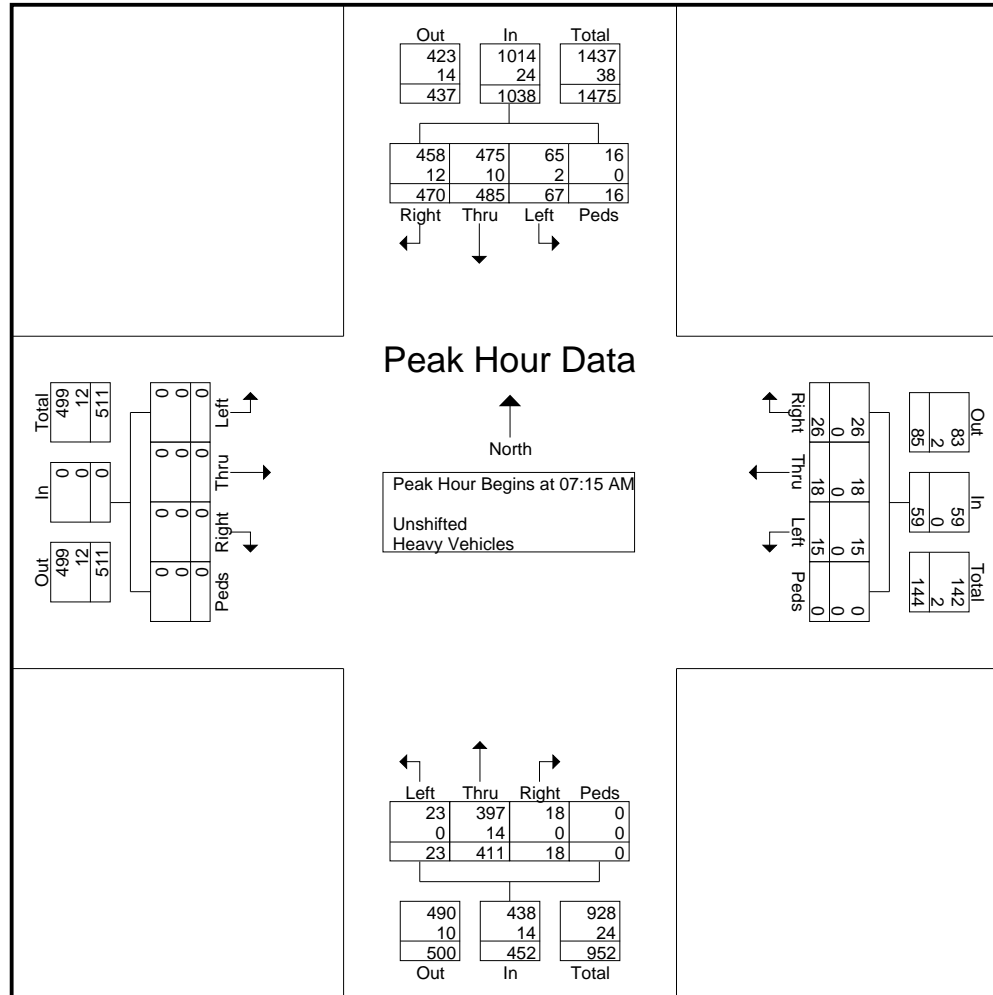 Out In Total
423 1014 1437
14 24 38
437 1038 1475
458 475 65 16
12 10 2 0
470 485 67 16
Right Thru Left Peds
Peak Hour Data
North
Peak Hour Begins at 07:15 AM
Unshifted
Heavy Vehicles
Total In Out
499 0 499
12 0 12
511 0 511
Left Thru Right Peds
0 0 0 0
0 0 0 0
0 0 0 0
Out In Total
83 59 142
2 0 2
85 59 144
Right Thru Left Peds
26 18 15 0
0 0 0 0
26 18 15 0
Left Thru Right Peds
23 397 18 0
0 14 0 0
23 411 18 0
490 438 928
10 14 24
500 452 952
Out In Total